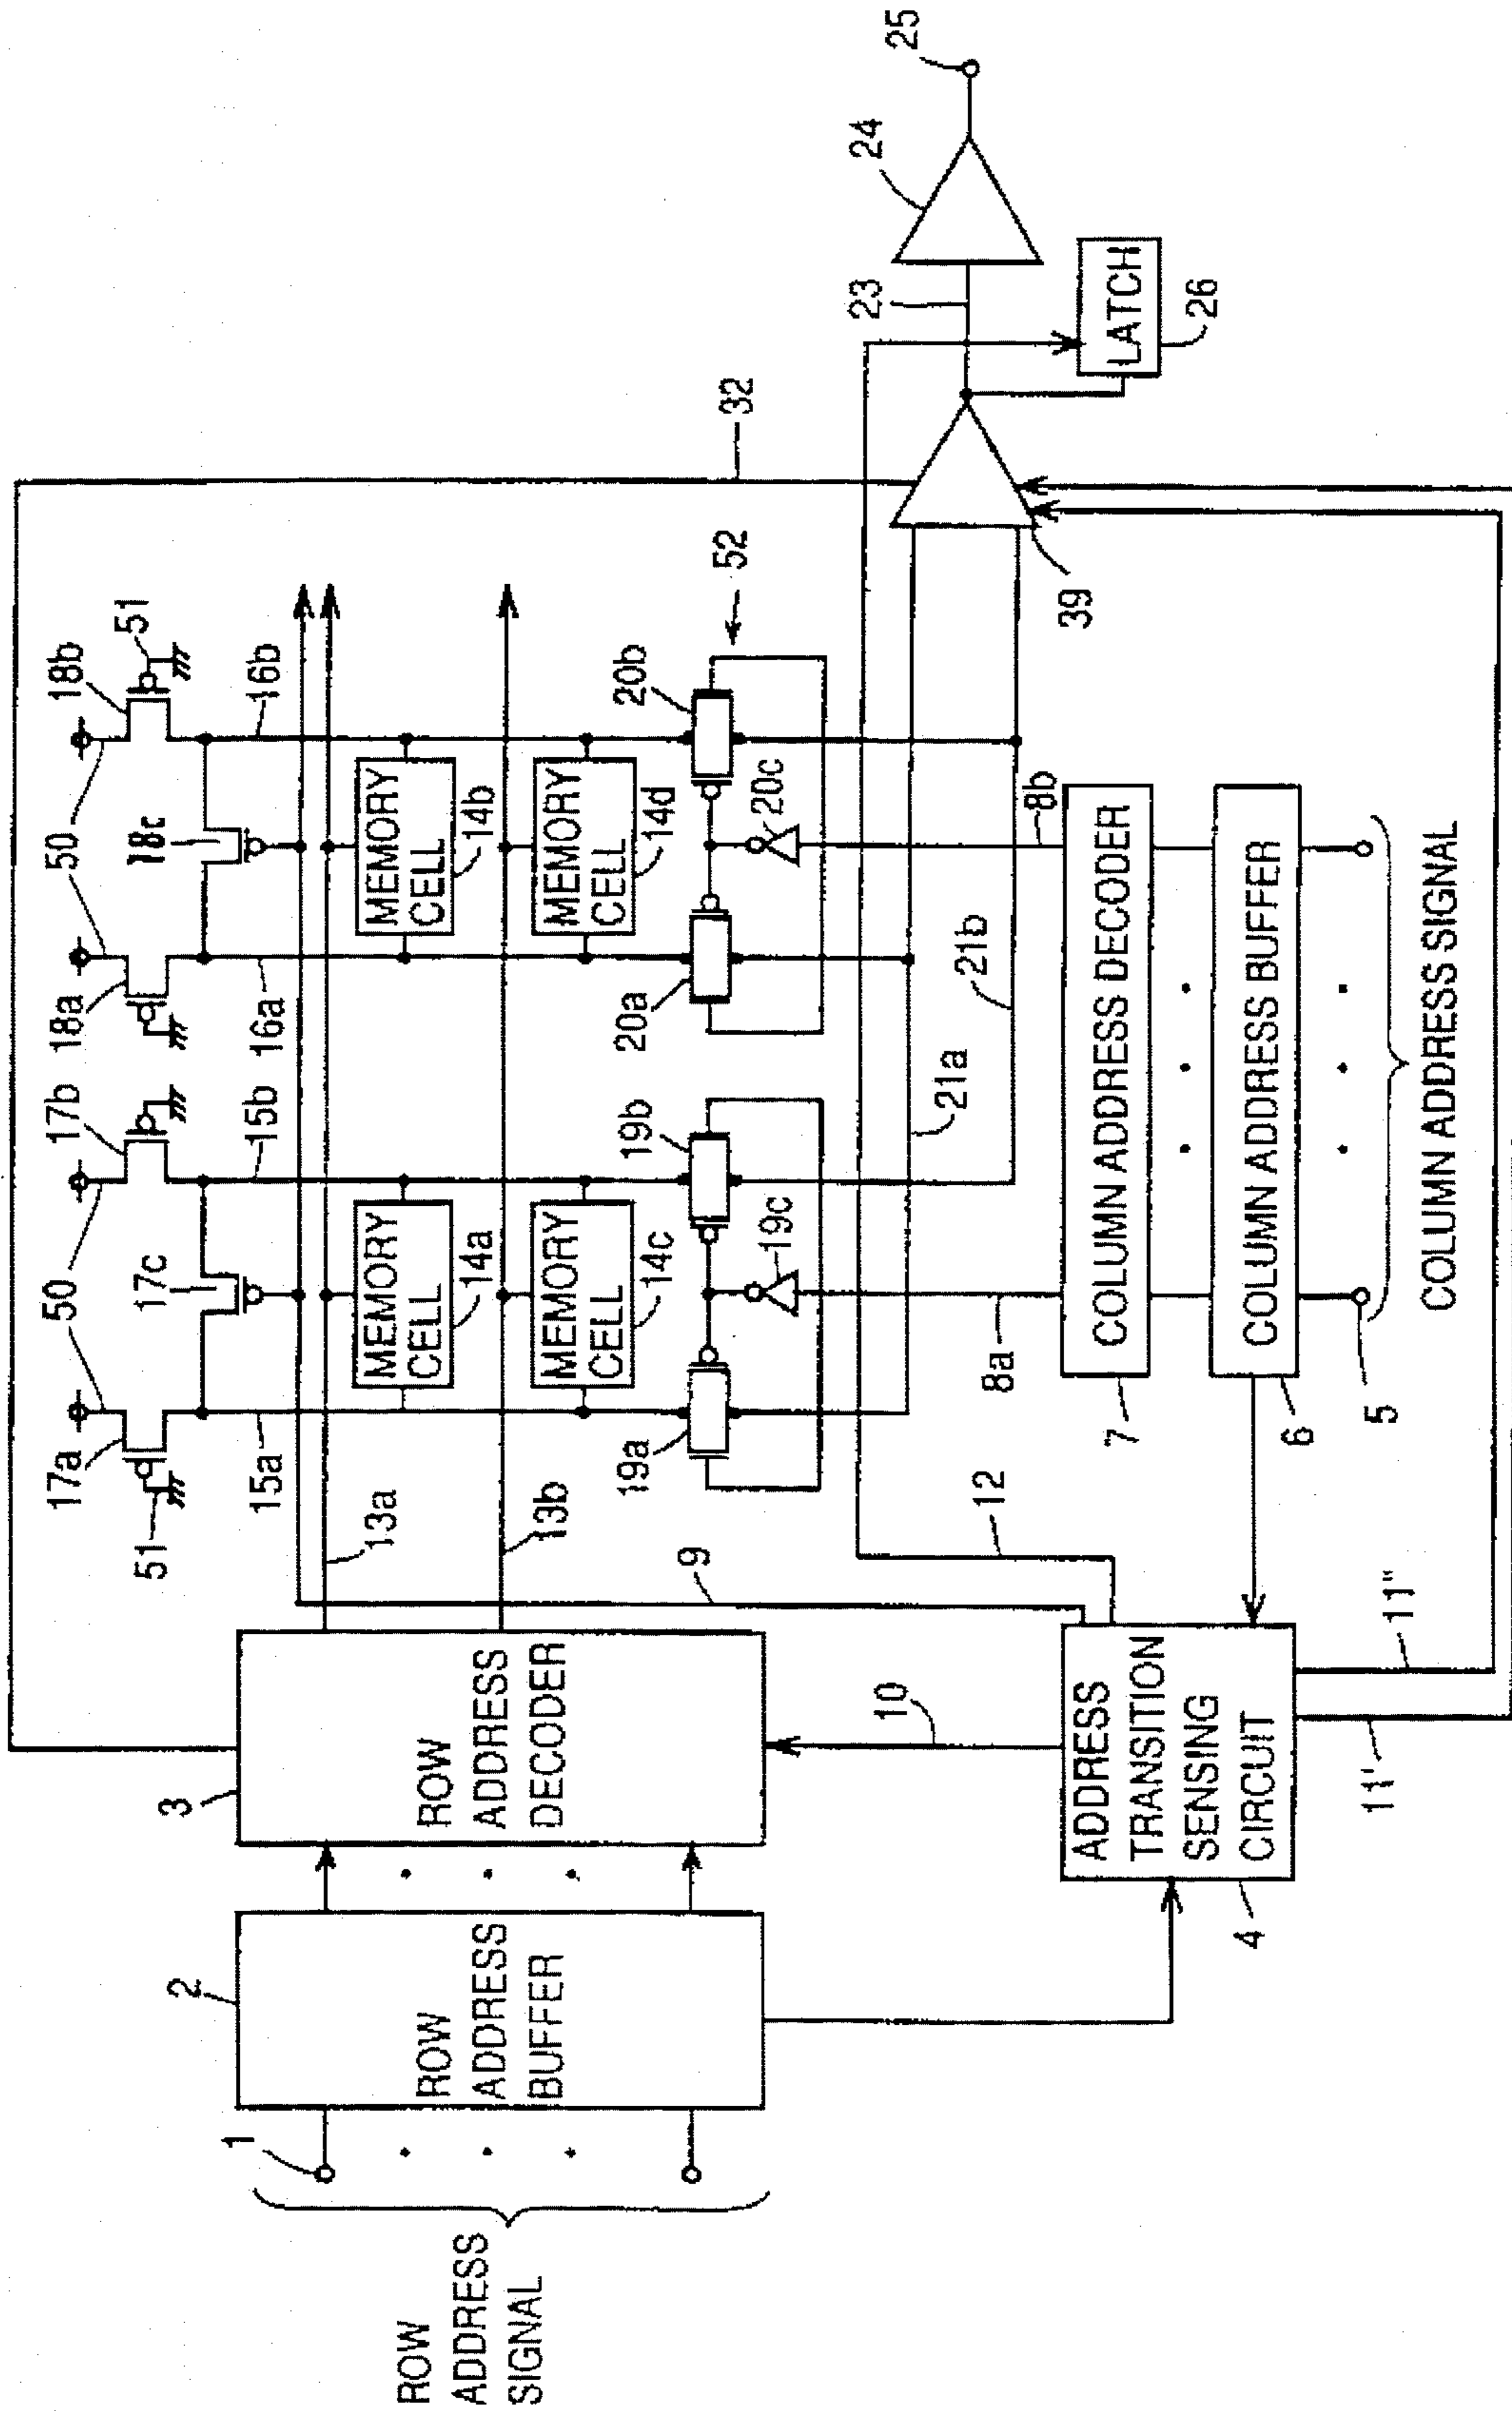 50
17a
51
17c
17b
15a
15b
50
18a
18c
18b
51
16a
16b
32
13a
13b
MEMORY
CELL
14a
MEMORY
CELL
14b
MEMORY
CELL
14c
MEMORY
CELL
14d
52
19a
19b
19c
20a
20b
20c
21a
21b
8a
8b
1
2
3
ROW
ADDRESS
SIGNAL
ROW
ADDRESS
BUFFER
ROW
ADDRESS
DECODER
9
10
12
ADDRESS
TRANSITION
SENSING
CIRCUIT
4
11'
11"
COLUMN ADDRESS DECODER
7
COLUMN ADDRESS BUFFER
6
5
COLUMN ADDRESS SIGNAL
39
23
24
25
LATCH
26